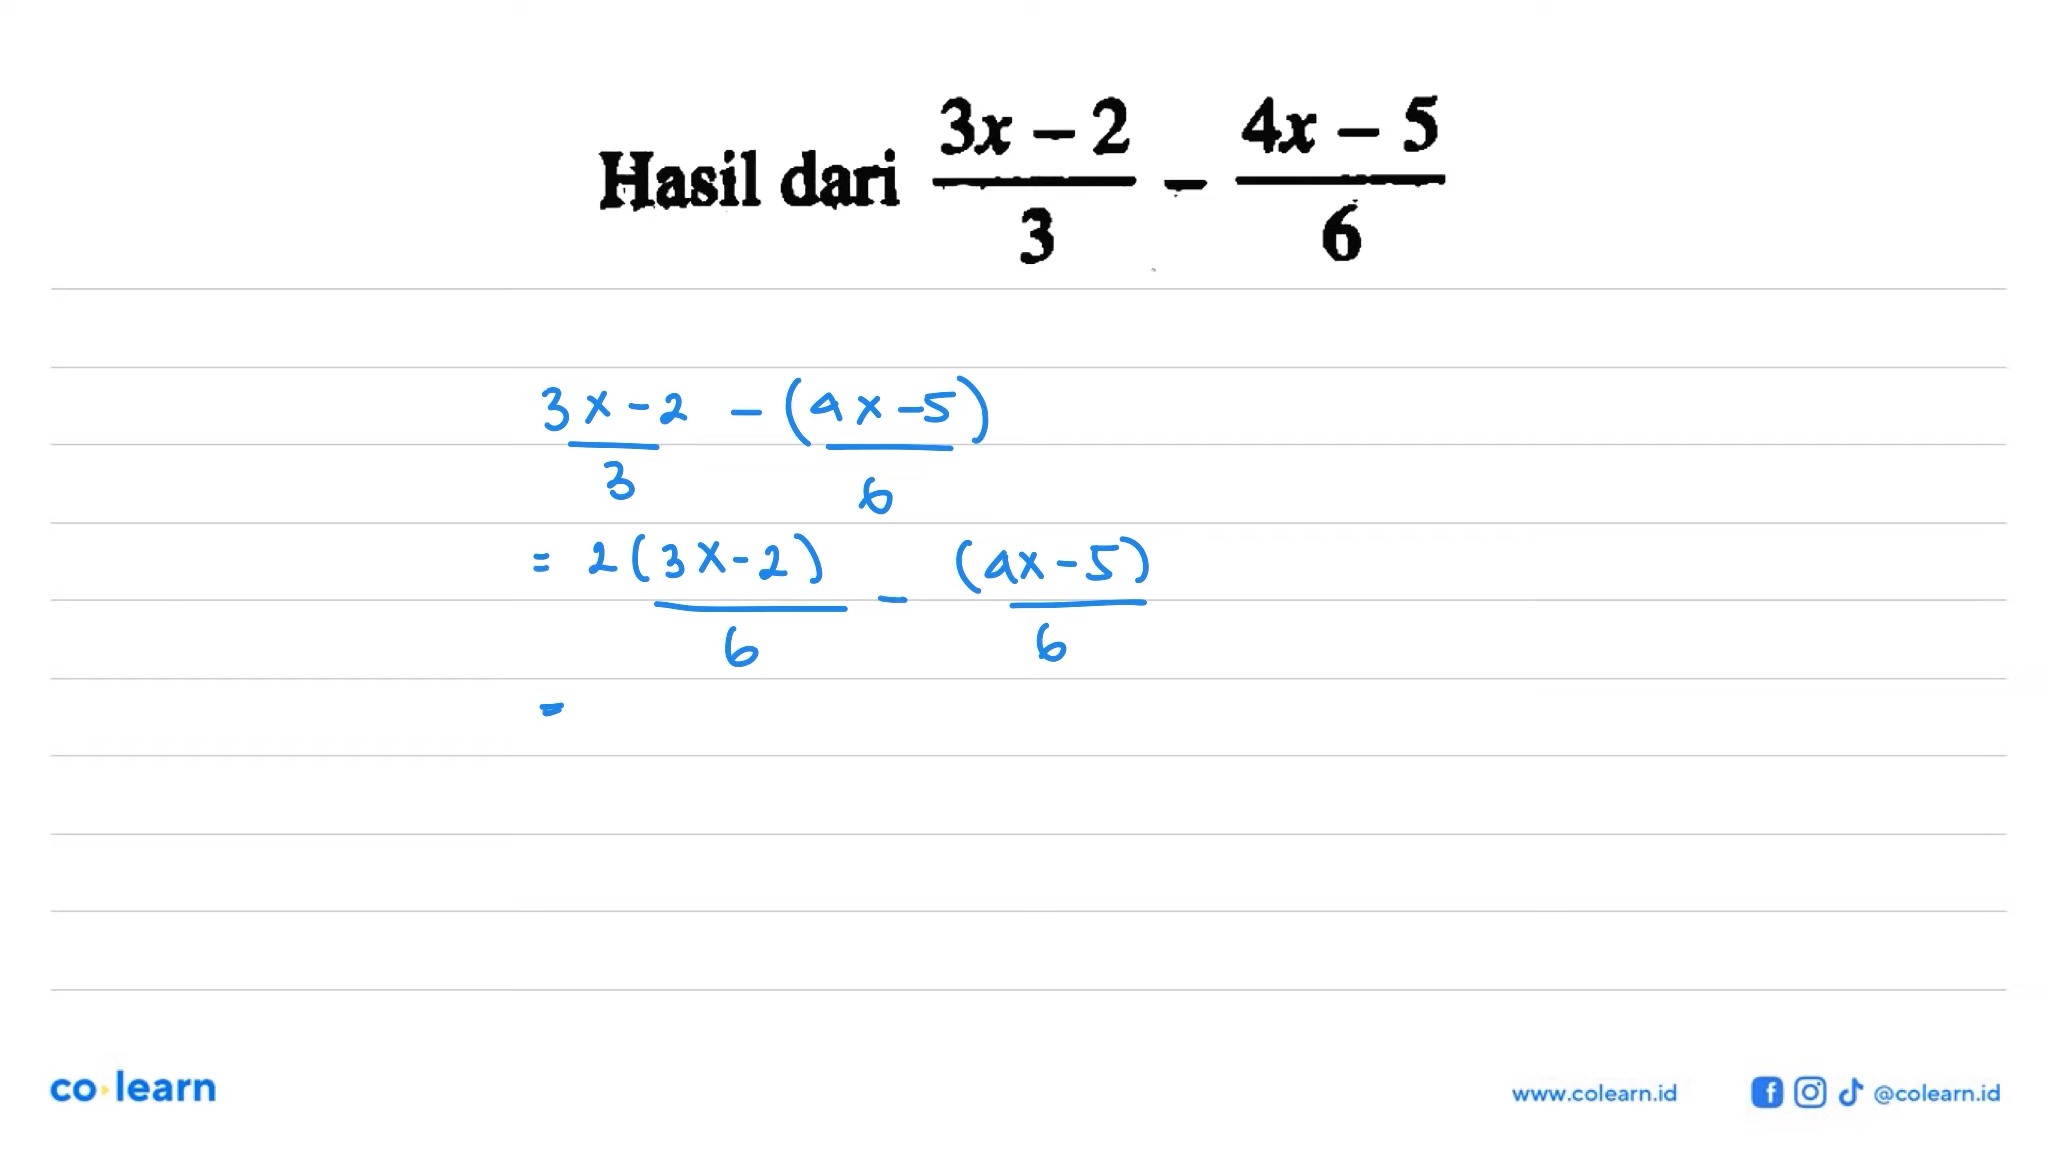 Hasil dari (3x – 2)/3 – (4x – 5)/6
3x-2/3 - (4x-5)/6
= 2(3x-2)/6 - (4x-5)/6
=
co learn
www.colearn.id @colearn.id